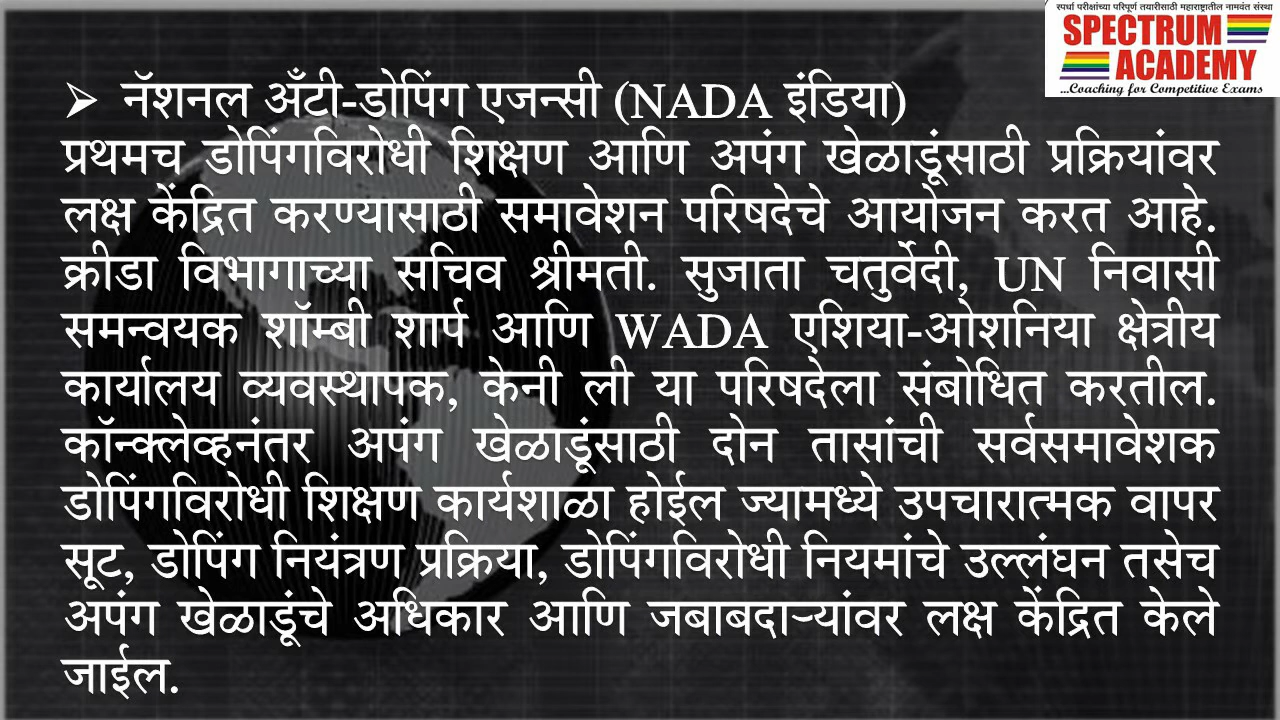 स्पर्धा परीक्षांच्या परिपूर्ण तयारीसाठी महाराष्ट्रातील नामवंत संस्था
SPECTRUM
ACADEMY
...Coaching for Competitive Exams
➢ नॅशनल अँटी-डोपिंग एजन्सी (NADA इंडिया)
प्रथमच डोपिंगविरोधी शिक्षण आणि अपंग खेळाडूंसाठी प्रक्रियांवर
लक्ष केंद्रित करण्यासाठी समावेशन परिषदेचे आयोजन करत आहे.
क्रीडा विभागाच्या सचिव श्रीमती. सुजाता चतुर्वेदी, UN निवासी
समन्वयक शॉम्बी शार्प आणि WADA एशिया-ओशनिया क्षेत्रीय
कार्यालय व्यवस्थापक, केनी ली या परिषदेला संबोधित करतील.
कॉन्क्लेव्हनंतर अपंग खेळाडूंसाठी दोन तासांची सर्वसमावेशक
डोपिंगविरोधी शिक्षण कार्यशाळा होईल ज्यामध्ये उपचारात्मक वापर
सूट, डोपिंग नियंत्रण प्रक्रिया, डोपिंगविरोधी नियमांचे उल्लंघन तसेच
अपंग खेळाडूंचे अधिकार आणि जबाबदाऱ्यांवर लक्ष केंद्रित केले
जाईल.